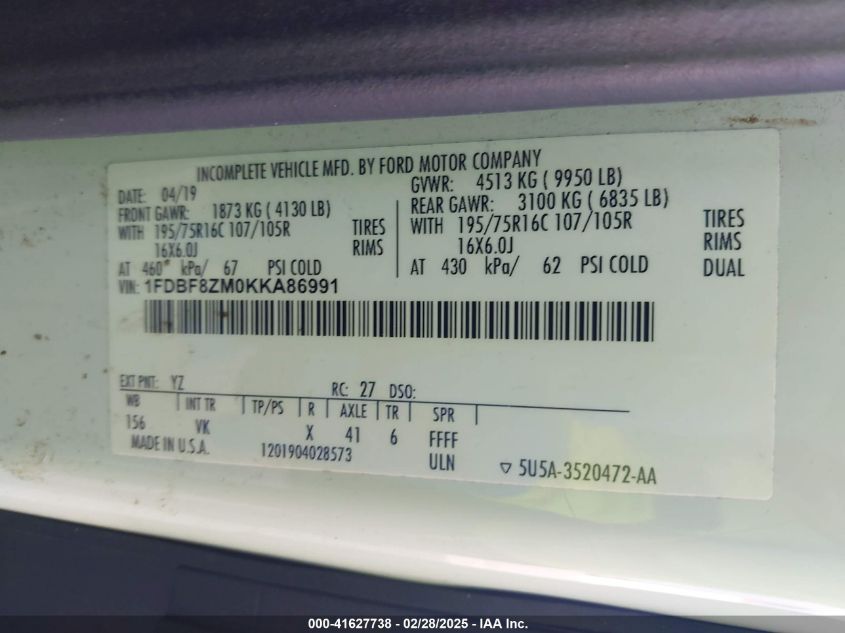 INCOMPLETE VEHICLE MFD. BY FORD MOTOR COMPANY
DATE: 04/19 GVWR: 4513 KG ( 9950 LB)
FRONT GAWR: 1873 KG ( 4130 LB) REAR GAWR: 3100 KG ( 6835 LB)
WITH 195/75R16C 107/105R TIRES WITH 195/75R16C 107/105R TIRES
16X6.0J RIMS 16X6.0J RIMS
AT 460* kPa/ 67 PSI COLD AT 430 kPa/ 62 PSI COLD DUAL
VIN: 1FDBF8ZM0KKA86991
EXT PNT: YZ RC: 27 DSO:
WB INT TR TP/PS R AXLE TR SPR
156 VK X 41 6 FFFF
MADE IN U.S.A. 1201904028573 ULN ▽ 5U5A-3520472-AA
000-41627738 - 02/28/2025 - IAA Inc.